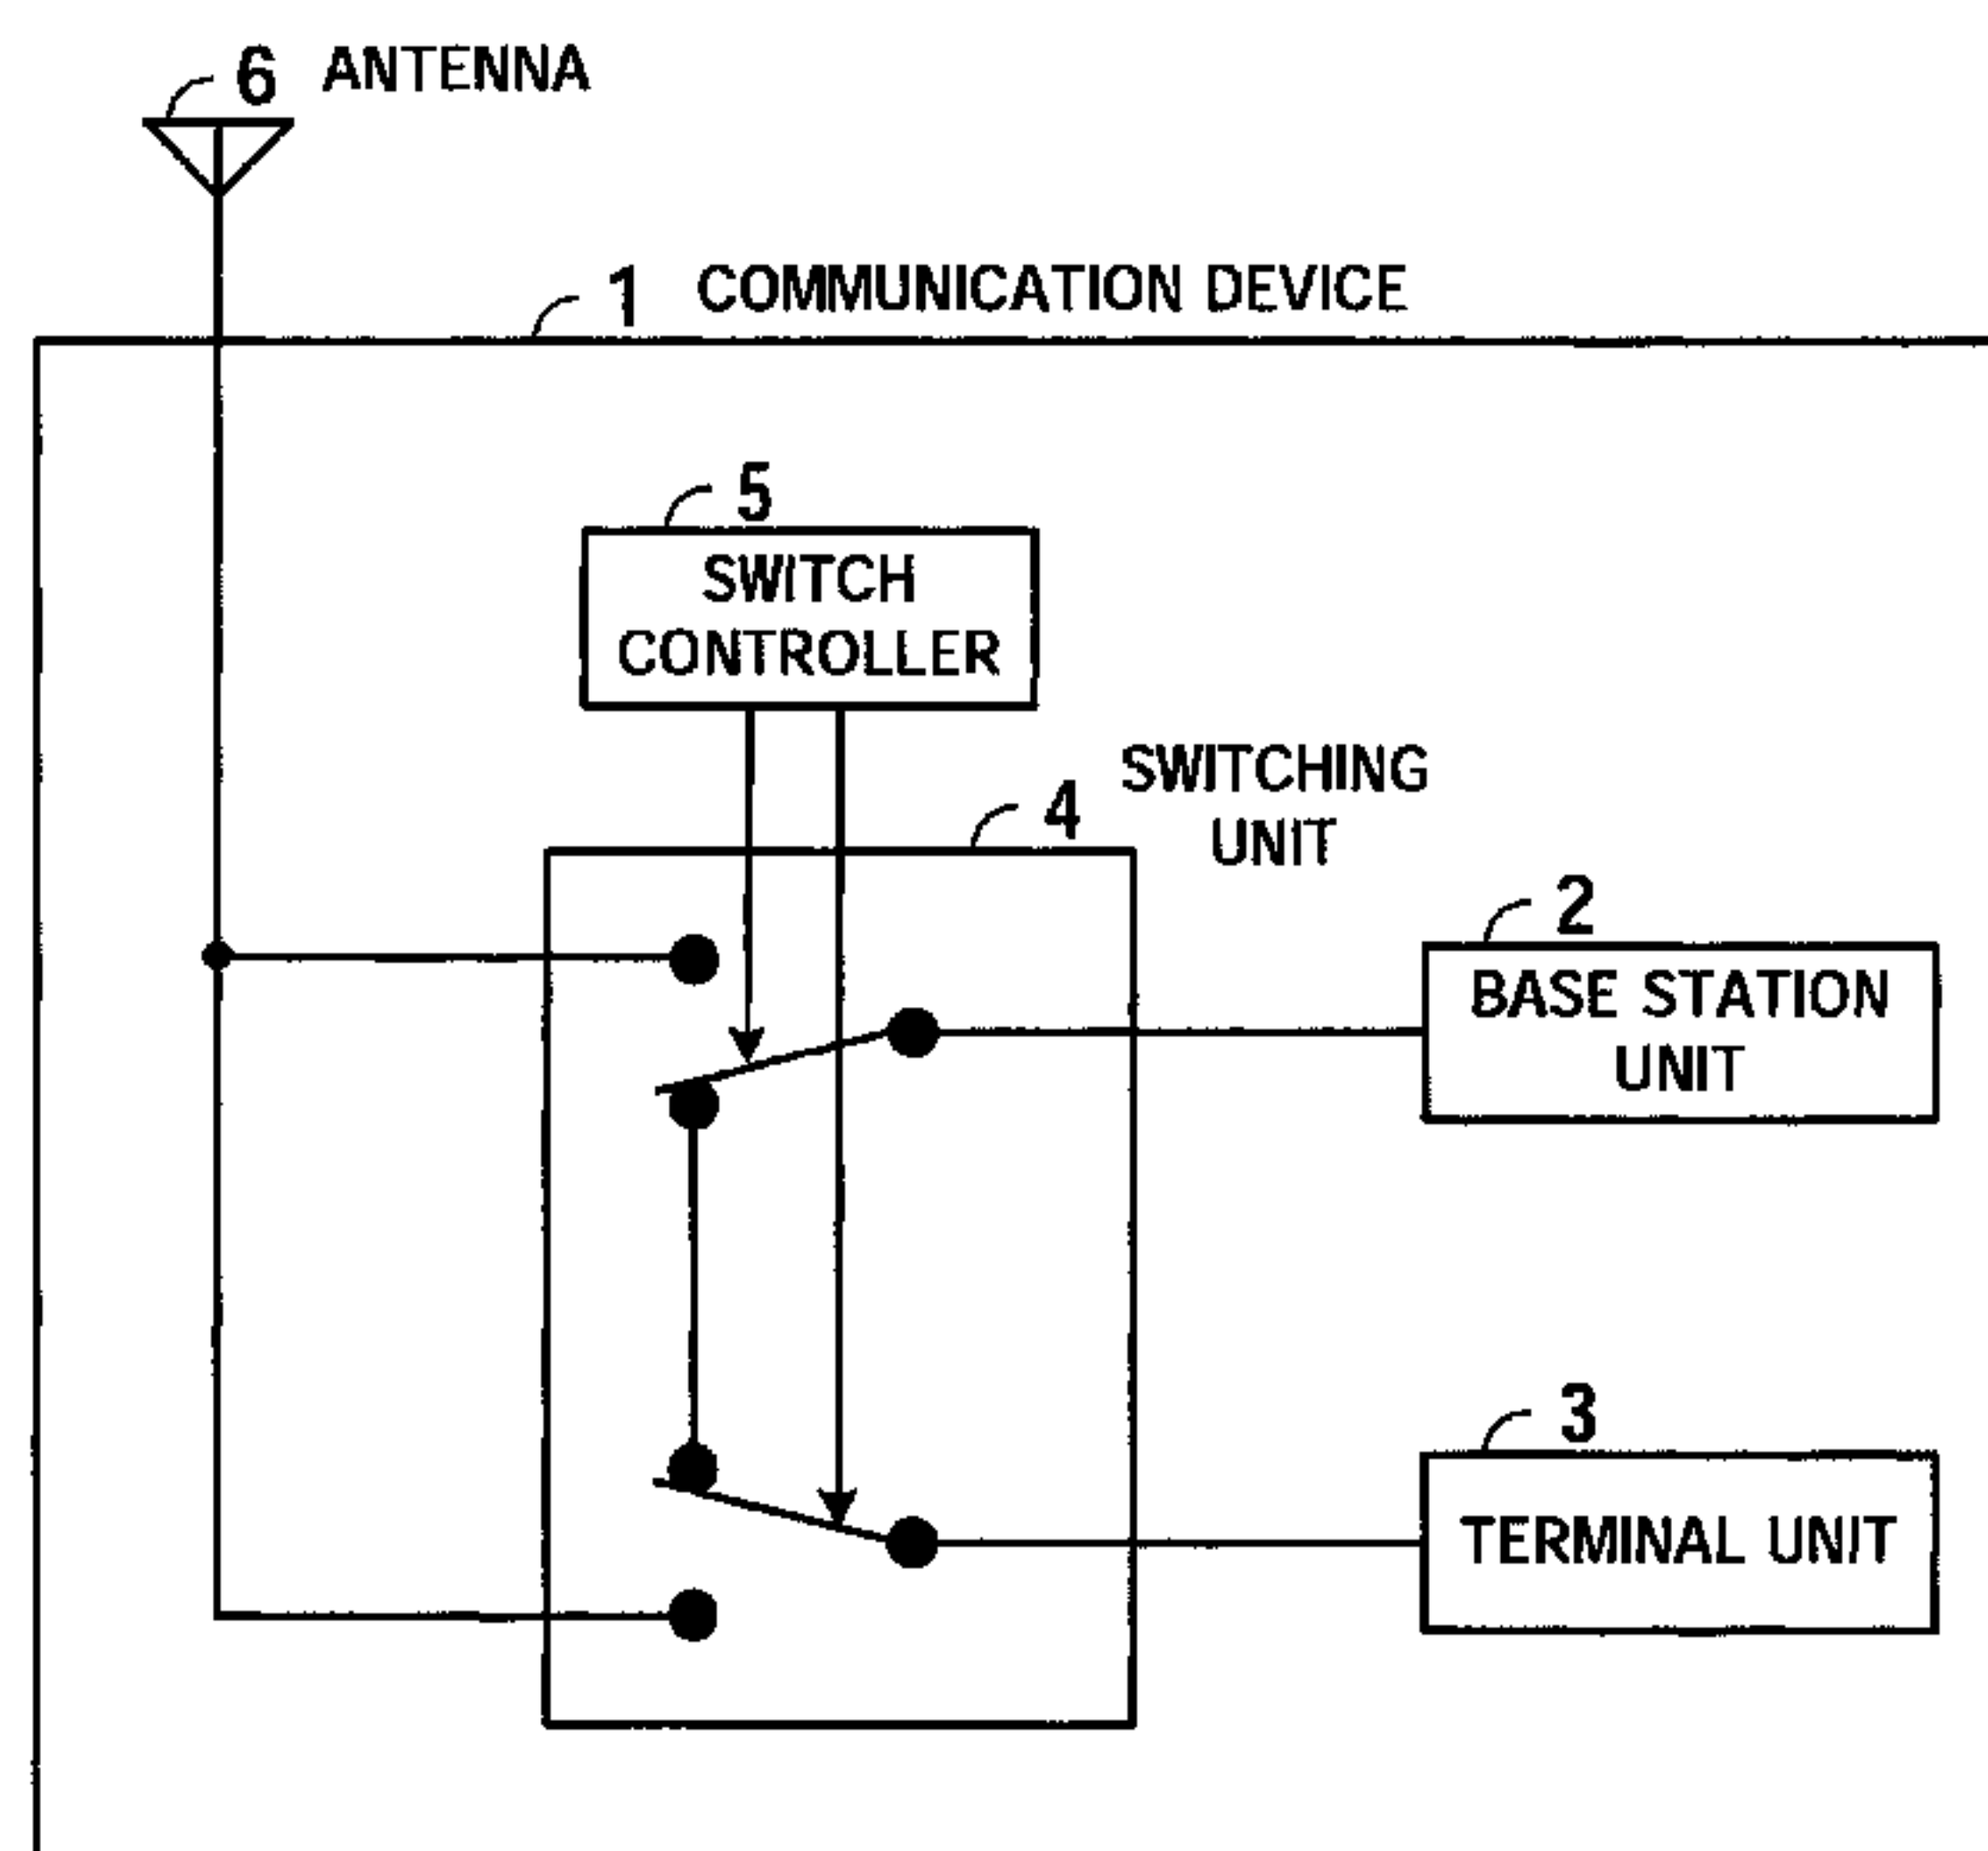 6 ANTENNA
1 COMMUNICATION DEVICE
5
SWITCH
CONTROLLER
SWITCHING
UNIT
4
2
BASE STATION
UNIT
3
TERMINAL UNIT